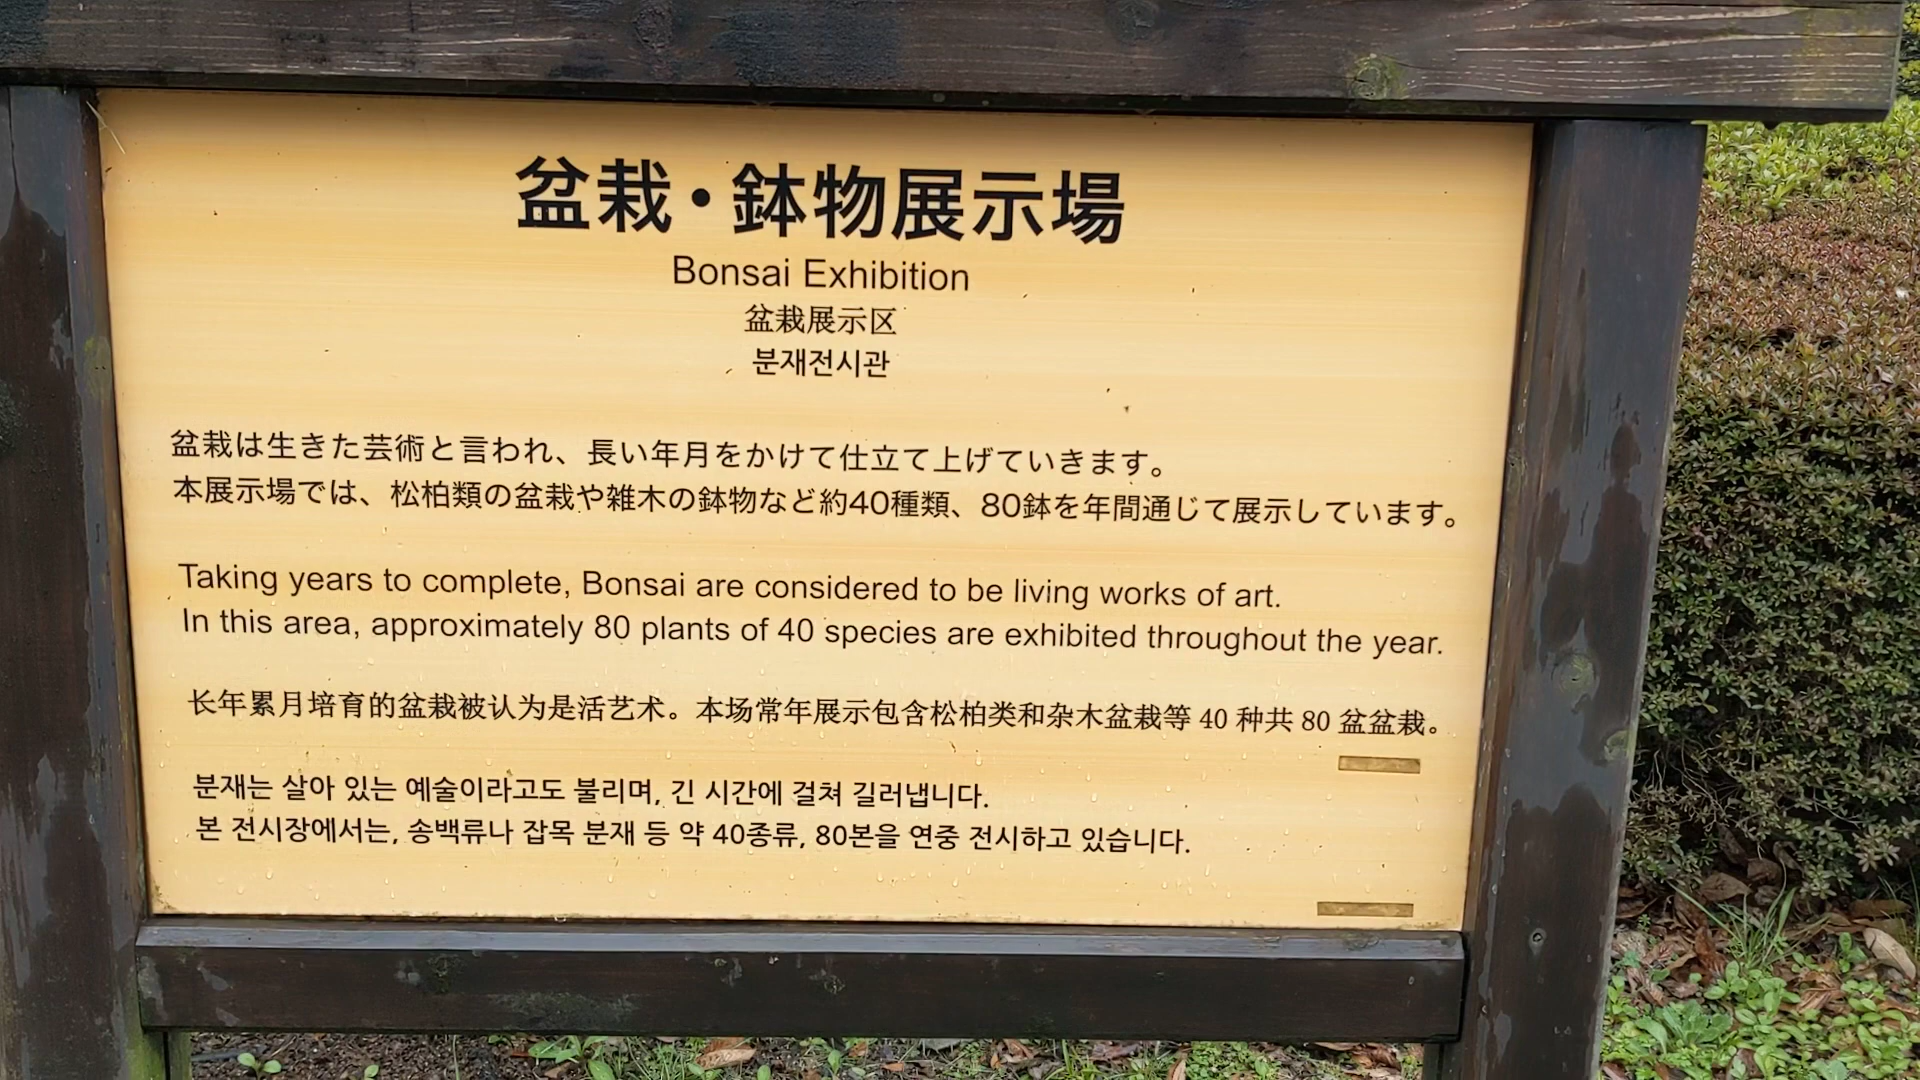 盆栽・鉢物展示場
Bonsai Exhibition
盆栽展示区
분재전시관
盆栽は生きた芸術と言われ、長い年月をかけて仕立て上げていきます。
本展示場では、松柏類の盆栽や雑木の鉢物など約40種類、80鉢を年間通じて展示しています。
Taking years to complete, Bonsai are considered to be living works of art.
In this area, approximately 80 plants of 40 species are exhibited throughout the year.
长年累月培育的盆栽被认为是活艺术。本场常年展示包含松柏类和杂木盆栽等 40 种共 80 盆盆栽。
분재는 살아 있는 예술이라고도 불리며, 긴 시간에 걸쳐 길러냅니다.
본 전시장에서는, 송백류나 잡목 분재 등 약 40종류, 80본을 연중 전시하고 있습니다.